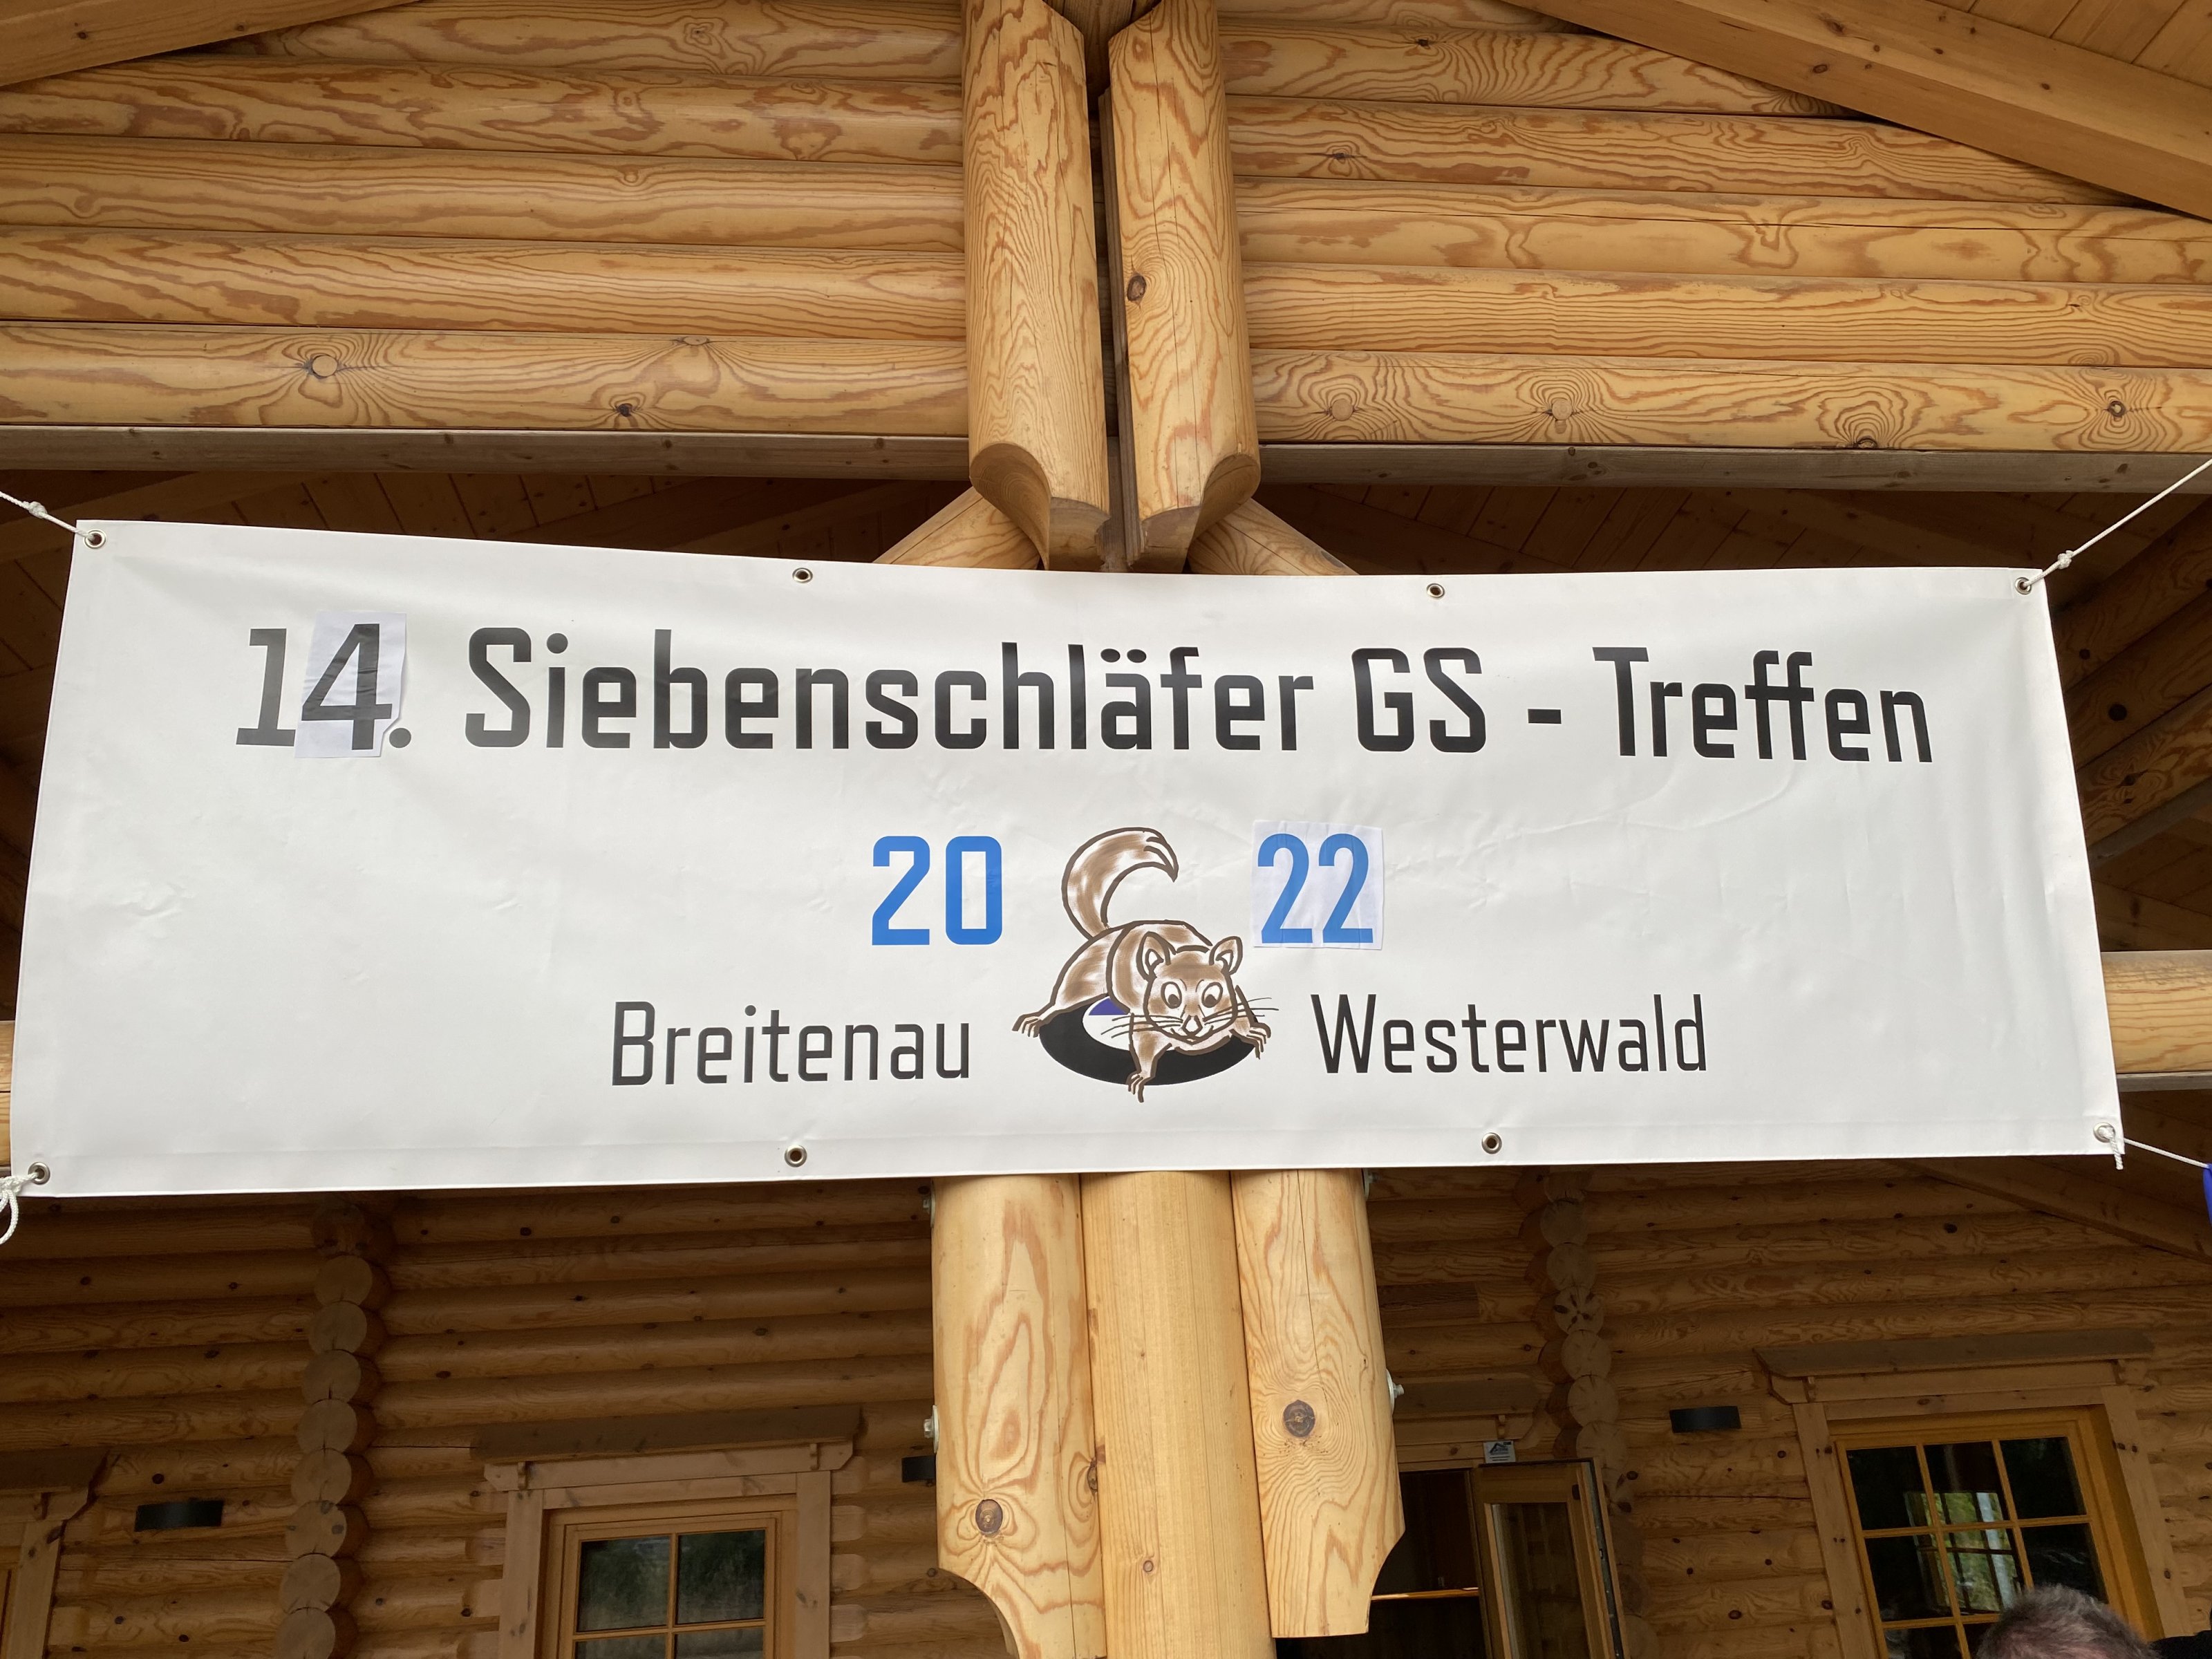 14. Siebenschläfer GS - Treffen
20 22
Breitenau Westerwald